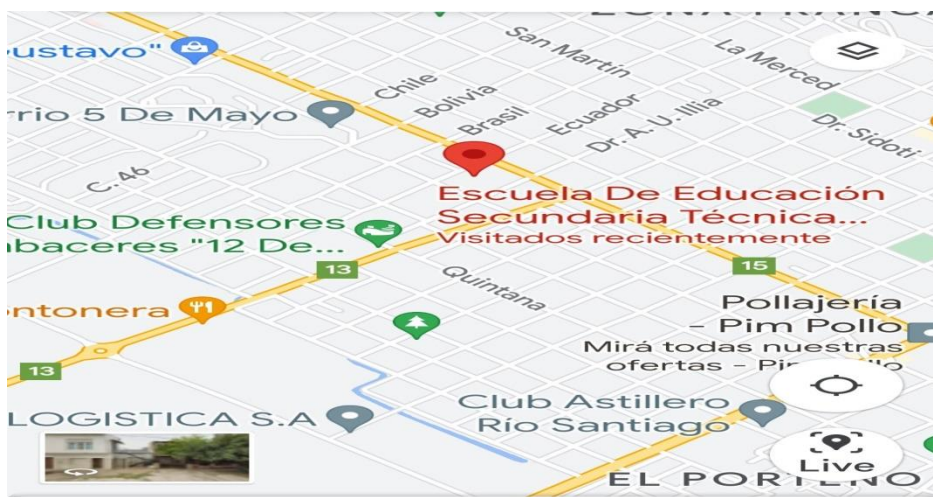 ZONA FRANCA
ustavo"
San Martín
La Merced
Chile
Bolivia
Brasil
Ecuador
Dr. A. U. Illia
Dr. Sidoti
rrio 5 De Mayo
C. 46
Escuela De Educación
Secundaria Técnica...
Visitados recientemente
Club Defensores
abaceres "12 De...
13
15
Quintana
ontonera
Pollajería
- Pim Pollo
Mirá todas nuestras
ofertas - Pim Pollo
13
LOGISTICA S.A
Club Astillero
Río Santiago
Live
EL PORTEÑO